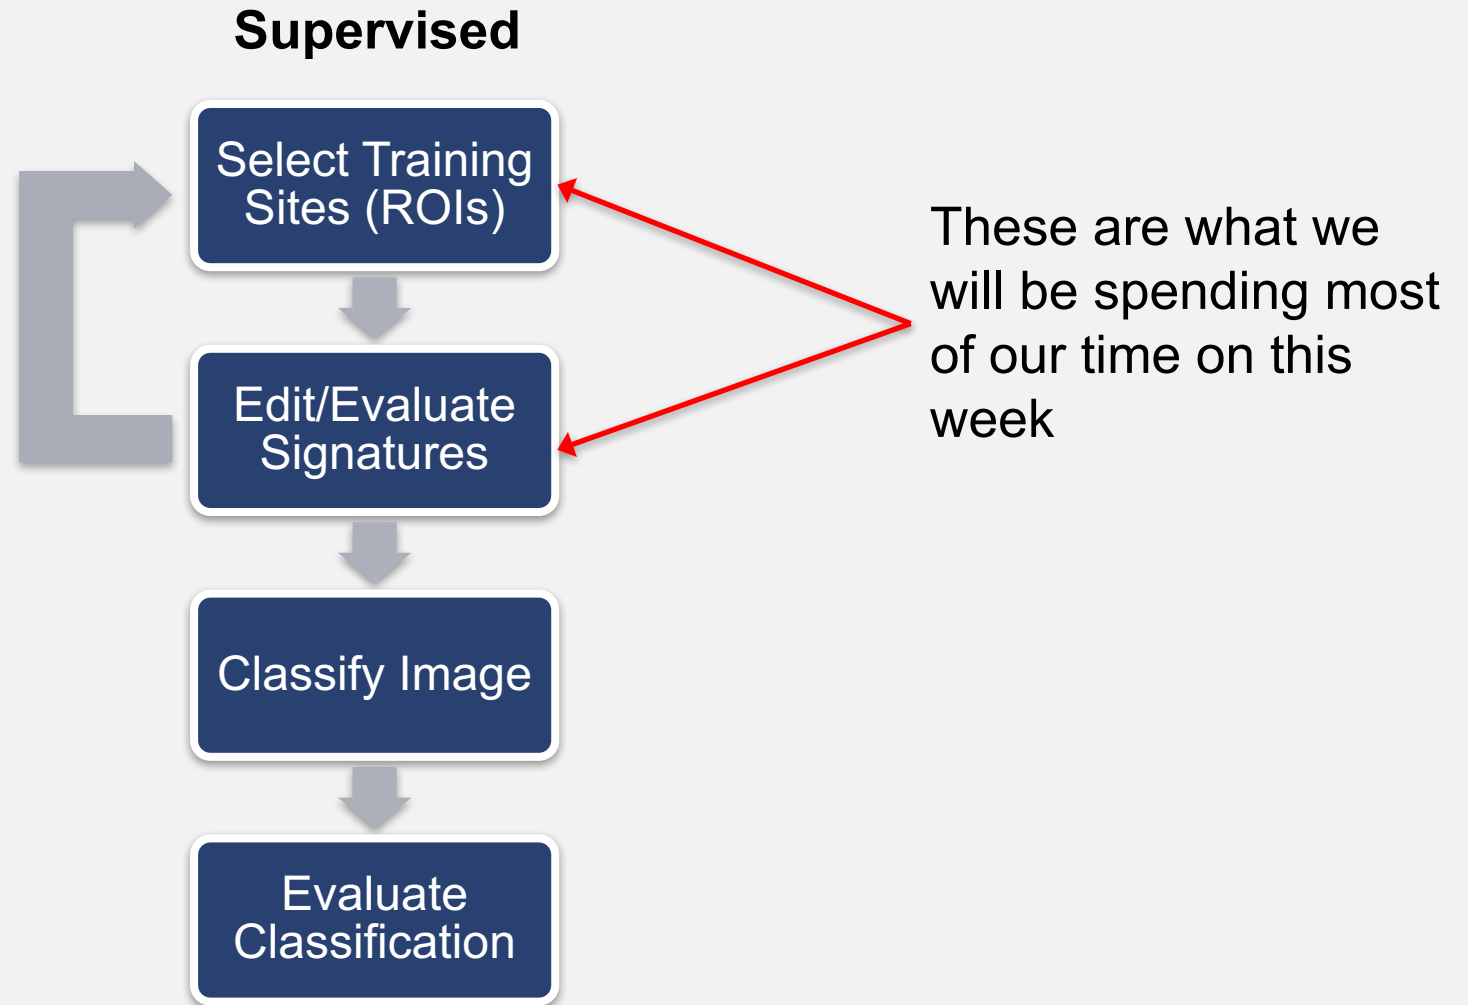 Supervised
Select Training
Sites (ROIs)
Edit/Evaluate
Signatures
Classify Image
Evaluate
Classification
These are what we
will be spending most
of our time on this
week